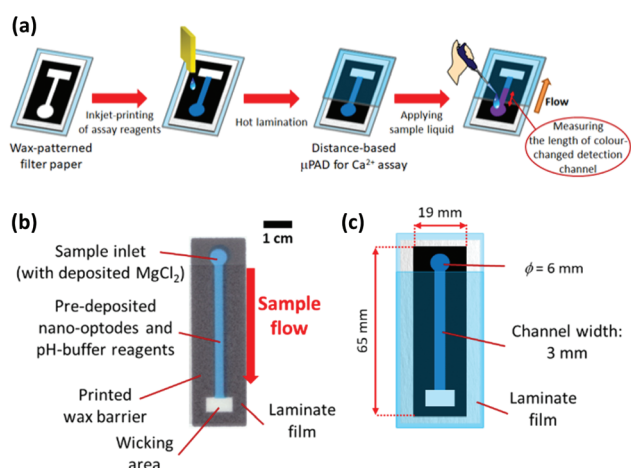 (a)
Wax-patterned
filter paper
Inkjet-printing
of assay reagents
Hot lamination
Distance-based
μPAD for Ca²⁺ assay
Applying
sample liquid
Flow
Measuring
the length of colour-
changed detection
channel
(b)
1 cm
Sample inlet
(with deposited MgCl₂)
Pre-deposited
nano-optodes and
pH-buffer reagents
Sample
flow
Printed
wax barrier
Wicking
area
Laminate
film
(c)
19 mm
65 mm
ϕ = 6 mm
Channel width:
3 mm
Laminate
film